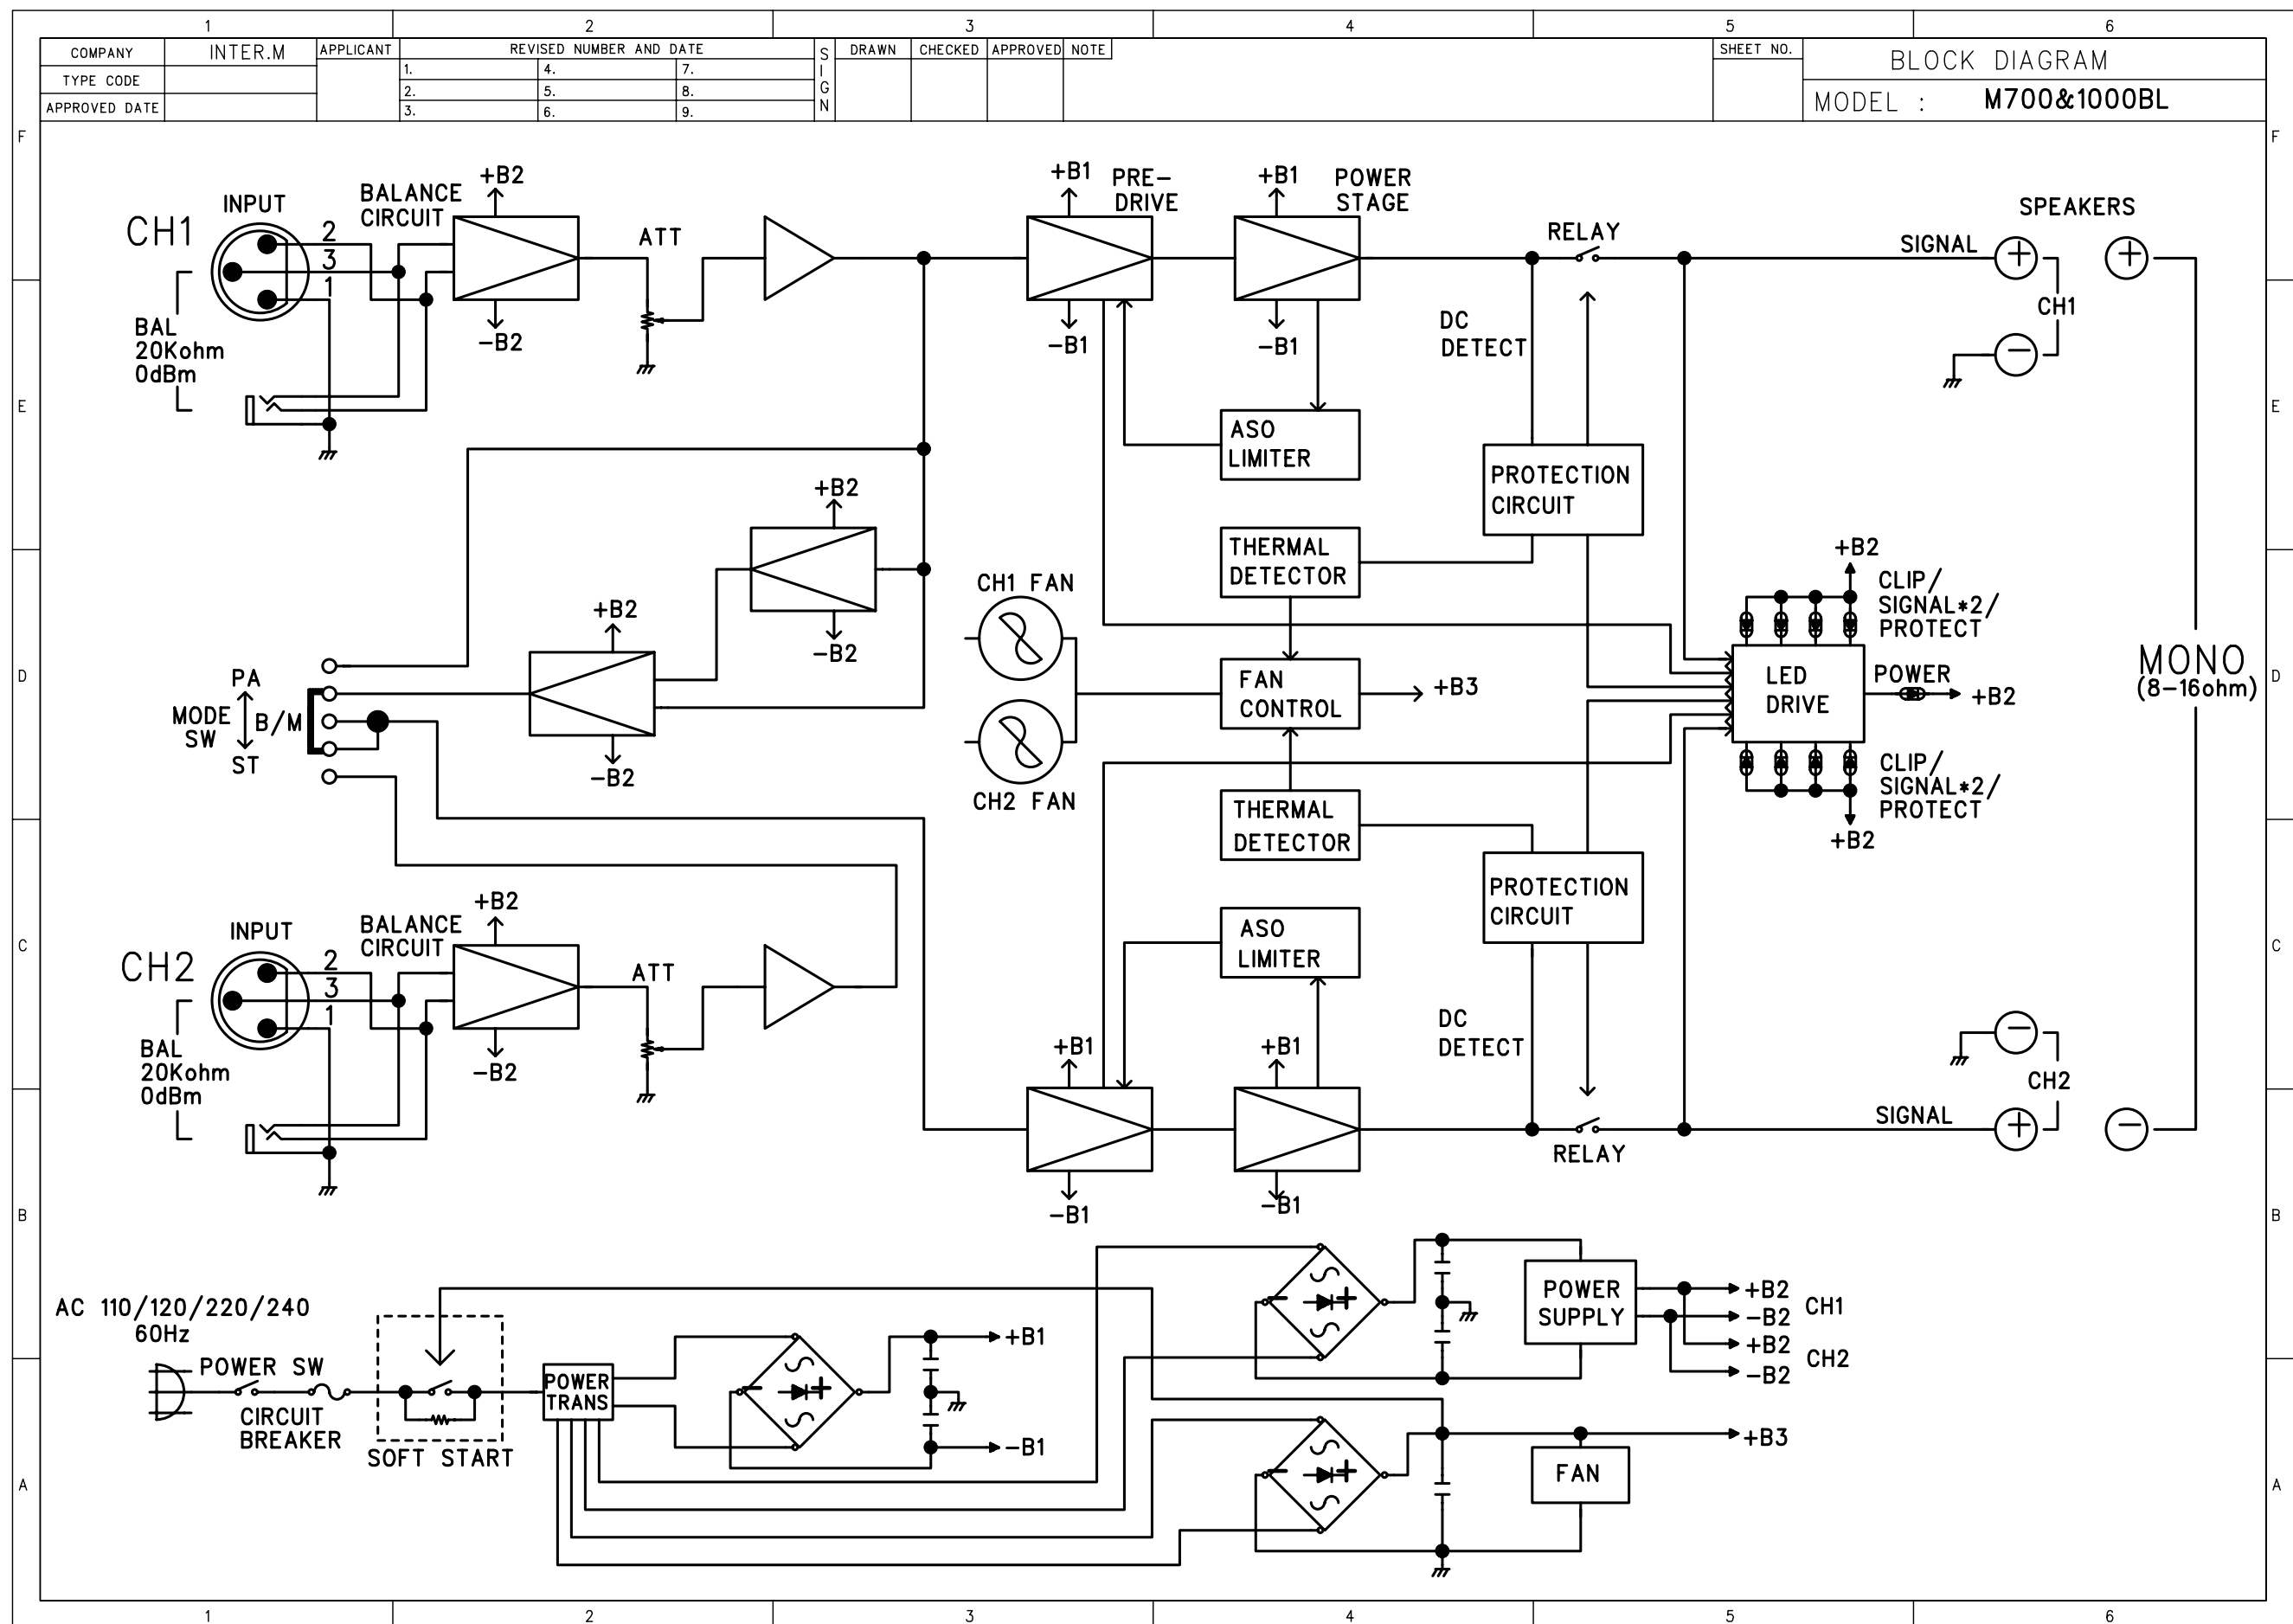 1 2 3 4 5 6
COMPANY INTER.M APPLICANT REVISED NUMBER AND DATE SIGN DRAWN CHECKED APPROVED NOTE SHEET NO. BLOCK DIAGRAM
TYPE CODE 1. 4. 7.
2. 5. 8.
APPROVED DATE 3. 6. 9. MODEL : M700&1000BL
F F
+B2 +B1 PRE-DRIVE +B1 POWER STAGE
INPUT BALANCE CIRCUIT SPEAKERS
CH1 2 ATT RELAY SIGNAL + +
3
1
BAL
20Kohm
0dBm
-B2 -B1 -B1
DC
DETECT
CH1
−
E E
ASO
LIMITER
PROTECTION
CIRCUIT
+B2
THERMAL
DETECTOR
+B2
CLIP/
SIGNAL*2/
PROTECT
CH1 FAN
+B2
-B2
D D
PA
MODE
SW
B/M
ST
-B2
FAN
CONTROL
+B3
LED
DRIVE
POWER
+B2
MONO
(8-16ohm)
CH2 FAN
THERMAL
DETECTOR
CLIP/
SIGNAL*2/
PROTECT
+B2
PROTECTION
CIRCUIT
+B2
INPUT BALANCE CIRCUIT
ASO
LIMITER
C C
CH2 2 ATT
3
1
BAL
20Kohm
0dBm
-B2
DC
DETECT
+B1 +B1
−
CH2
SIGNAL + −
RELAY
-B1 -B1
B B
AC 110/120/220/240
60Hz
POWER SW
CIRCUIT
BREAKER
SOFT START
POWER
TRANS
− +
+B1
-B1
− +
POWER
SUPPLY
+B2
-B2
CH1
+B2
-B2
CH2
− +
+B3
FAN
A A
1 2 3 4 5 6